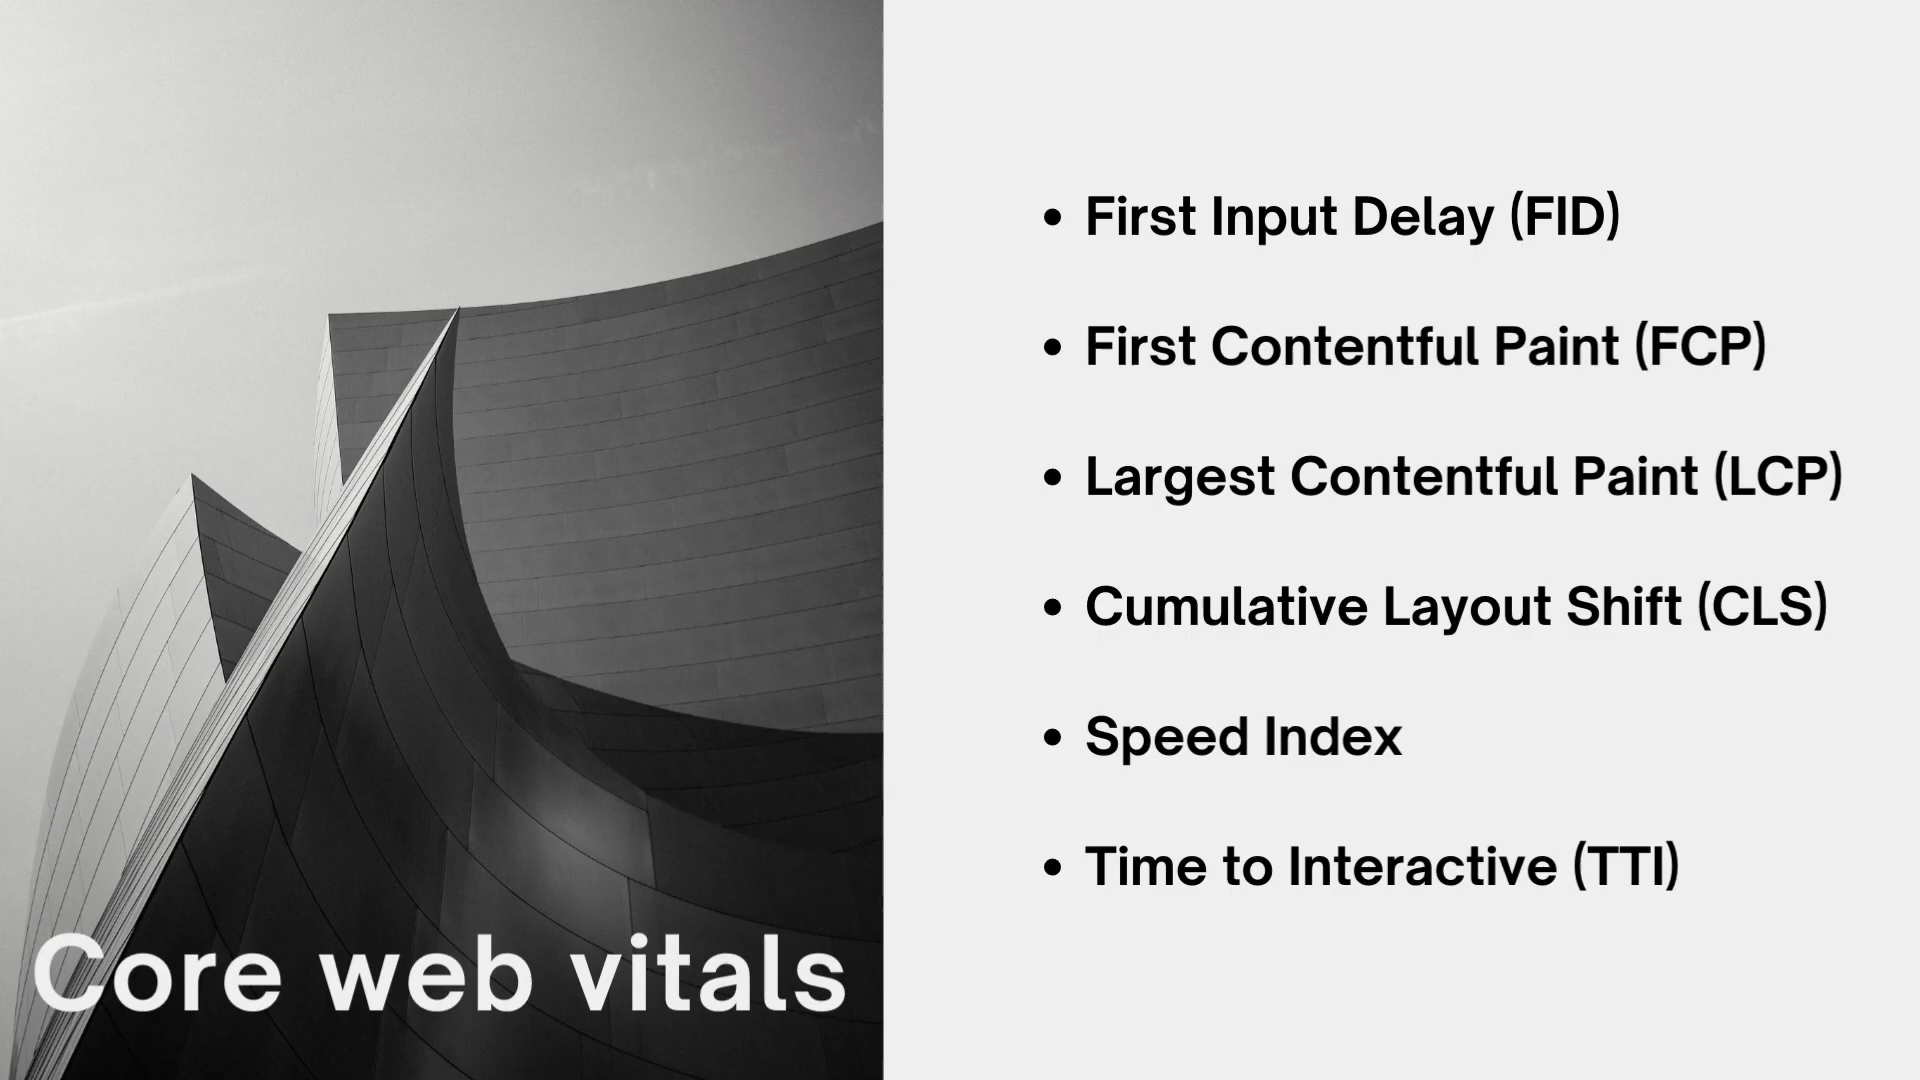 Core web vitals
First Input Delay (FID)
First Contentful Paint (FCP)
Largest Contentful Paint (LCP)
Cumulative Layout Shift (CLS)
Speed Index
Time to Interactive (TTI)